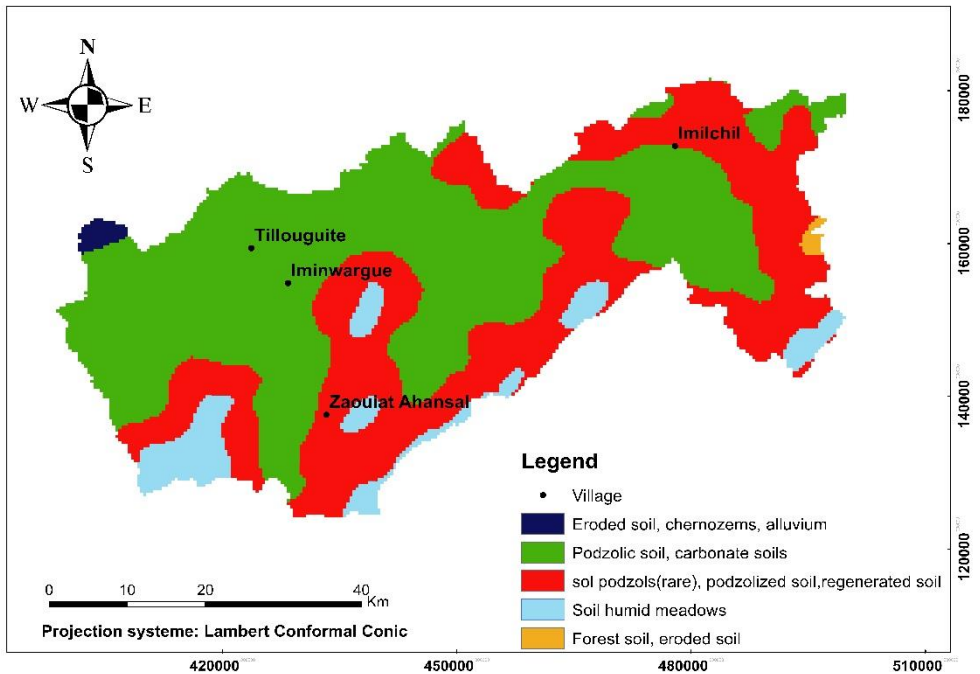 N
W E
S
180000
Imilchil
Tillouguite
160000
Iminwargue
Zaoulat Ahansal
140000
Legend
Village
Eroded soil, chernozems, alluvium
Podzolic soil, carbonate soils
sol podzols(rare), podzolized soil,regenerated soil
Soil humid meadows
Forest soil, eroded soil
120000
0 10 20 40
Km
Projection systeme: Lambert Conformal Conic
420000 450000 480000 510000